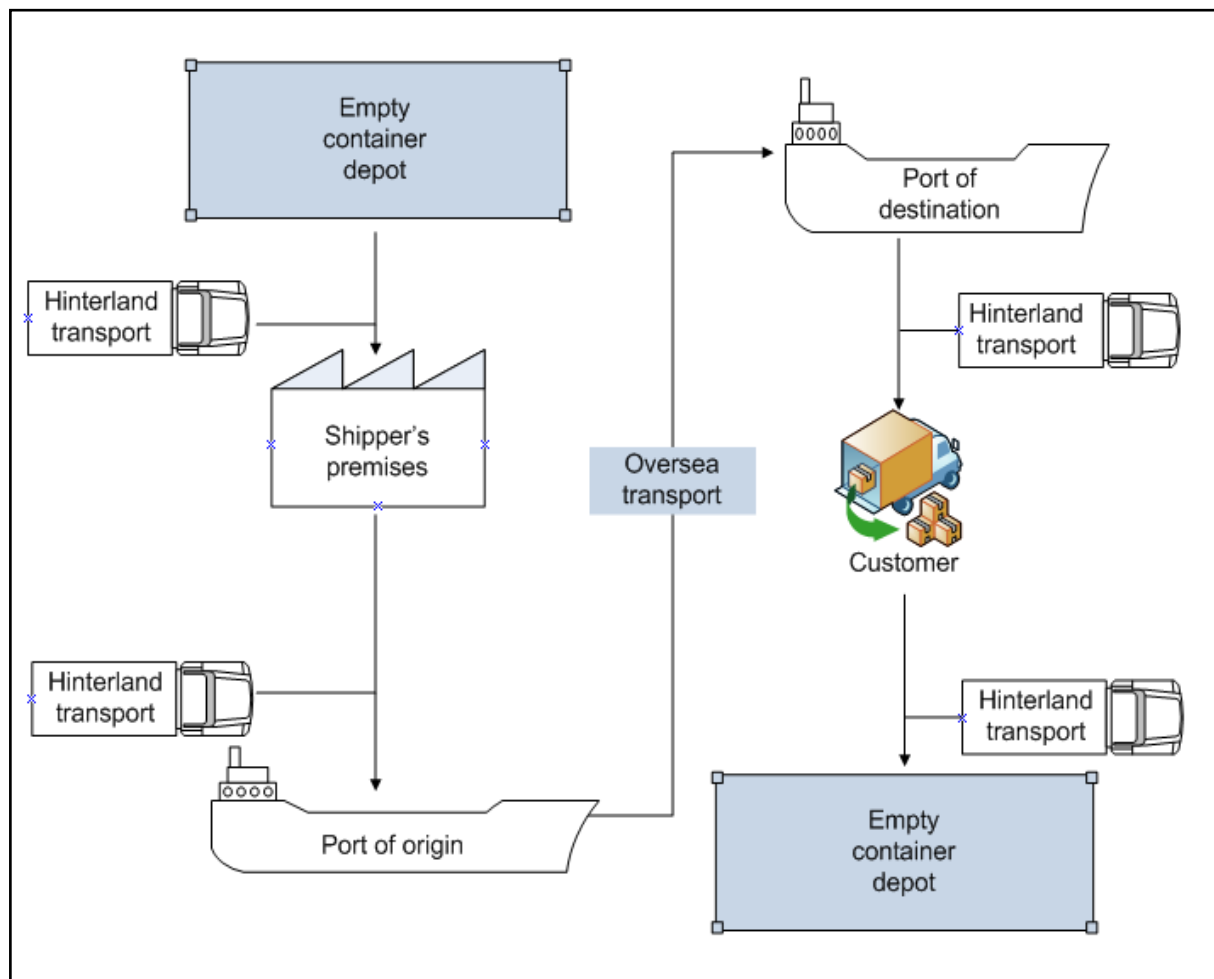 Empty
container
depot
Hinterland
transport
Shipper's
premises
Hinterland
transport
Port of origin
Oversea
transport
Port of
destination
Hinterland
transport
Customer
Hinterland
transport
Empty
container
depot